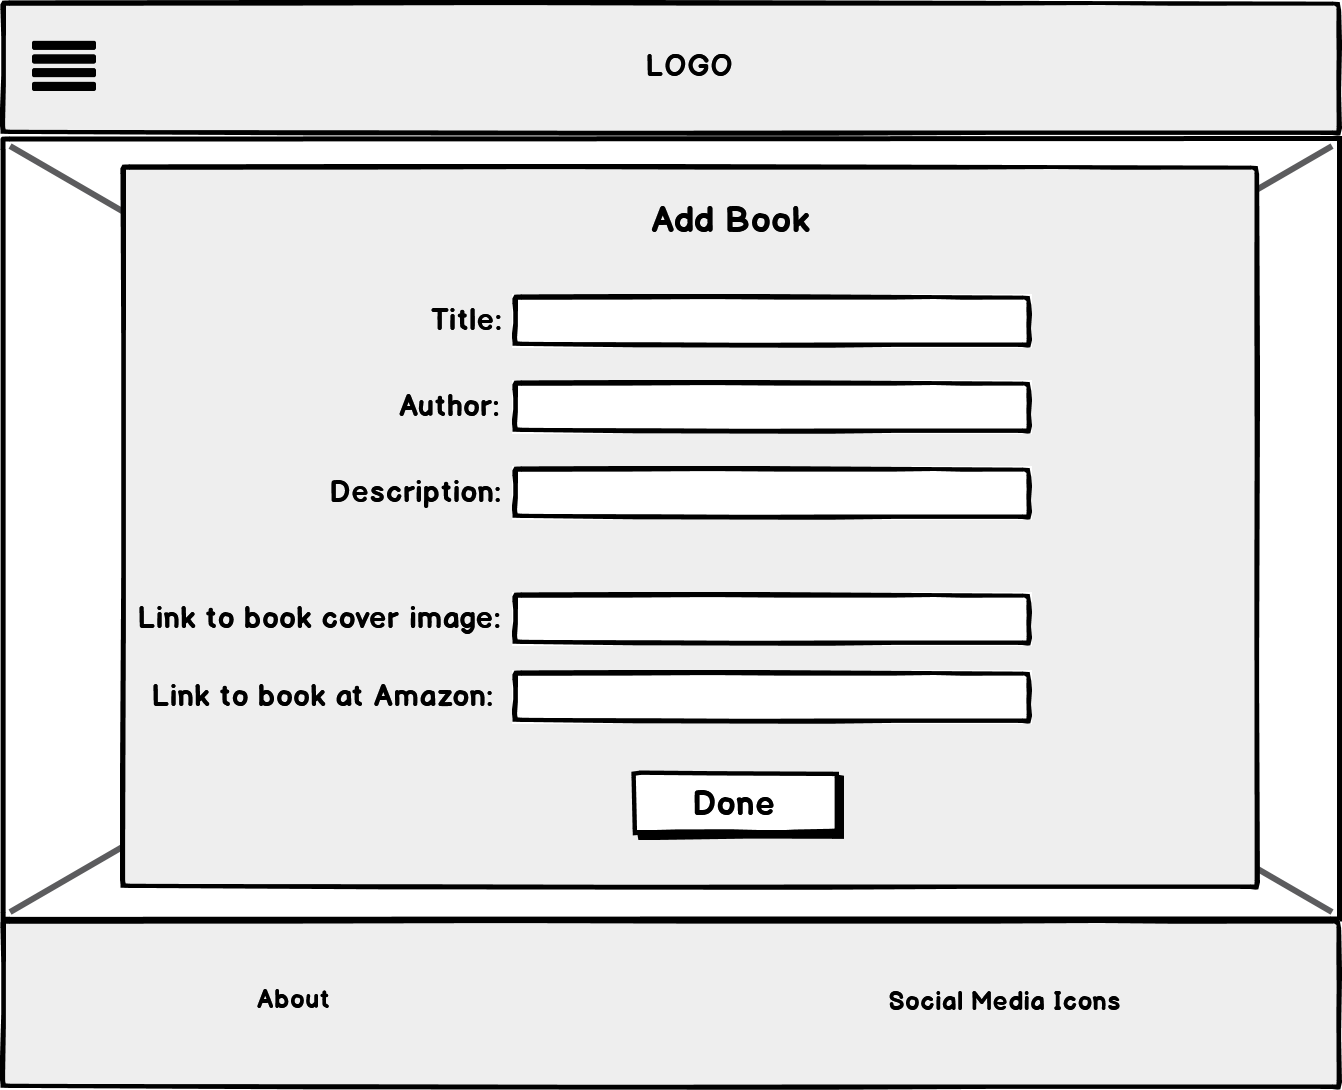 LOGO
Add Book
Title:
Author:
Description:
Link to book cover image:
Link to book at Amazon:
Done
About
Social Media Icons